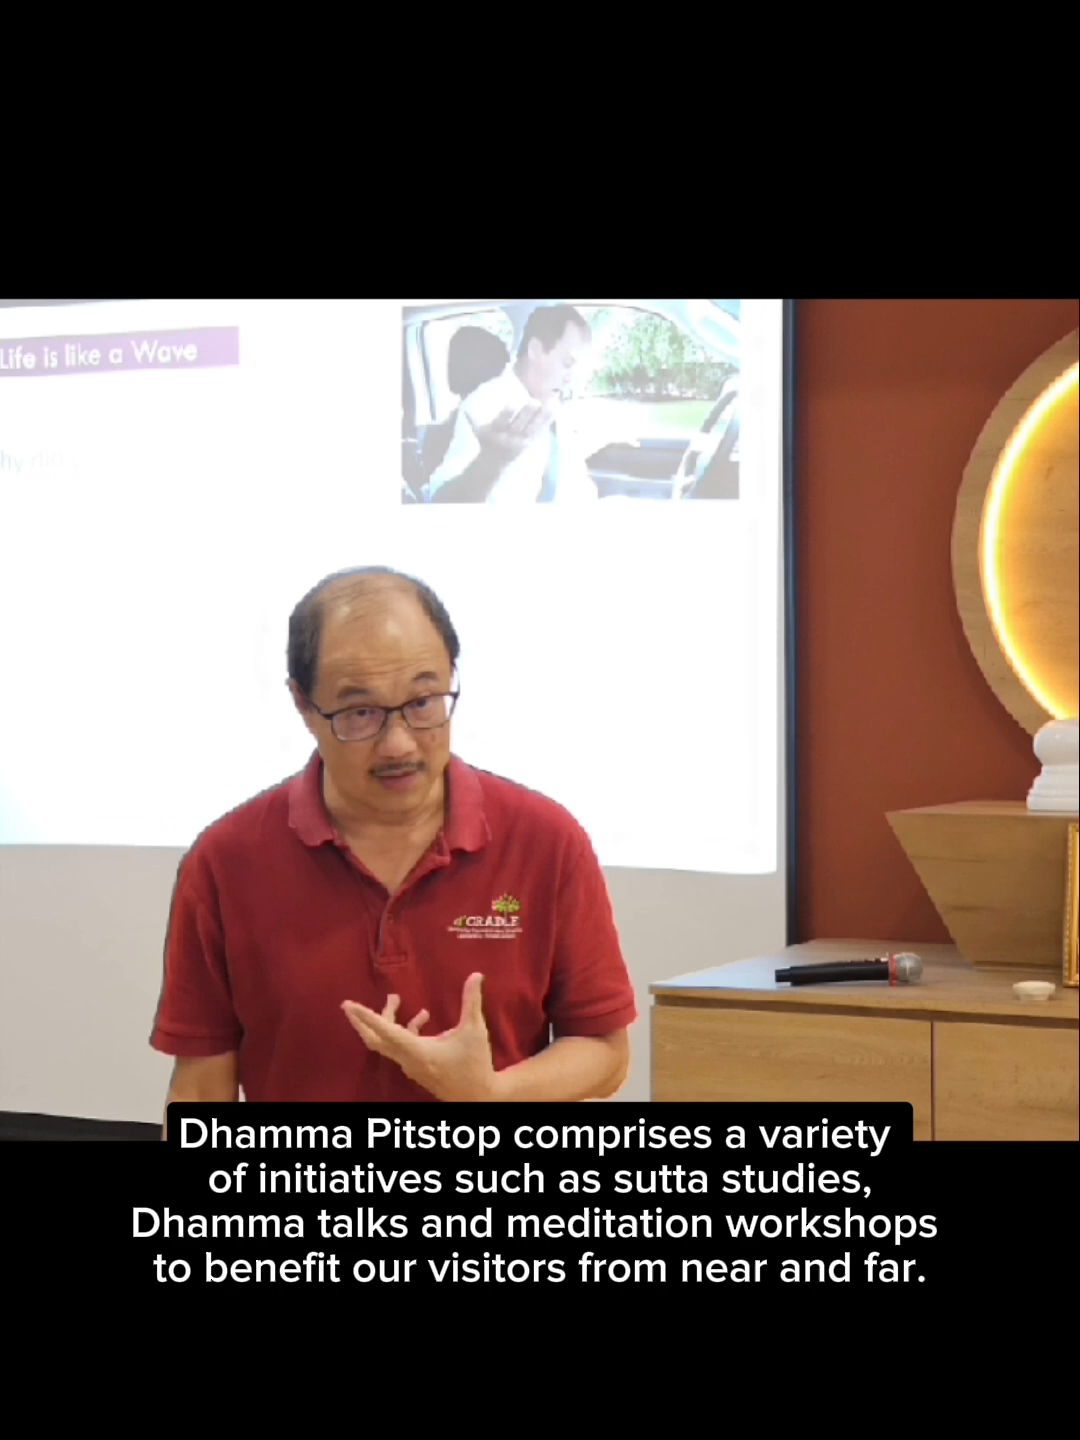 Life is like a Wave
d'CRADLE
Dhamma Pitstop comprises a variety
of initiatives such as sutta studies,
Dhamma talks and meditation workshops
to benefit our visitors from near and far.